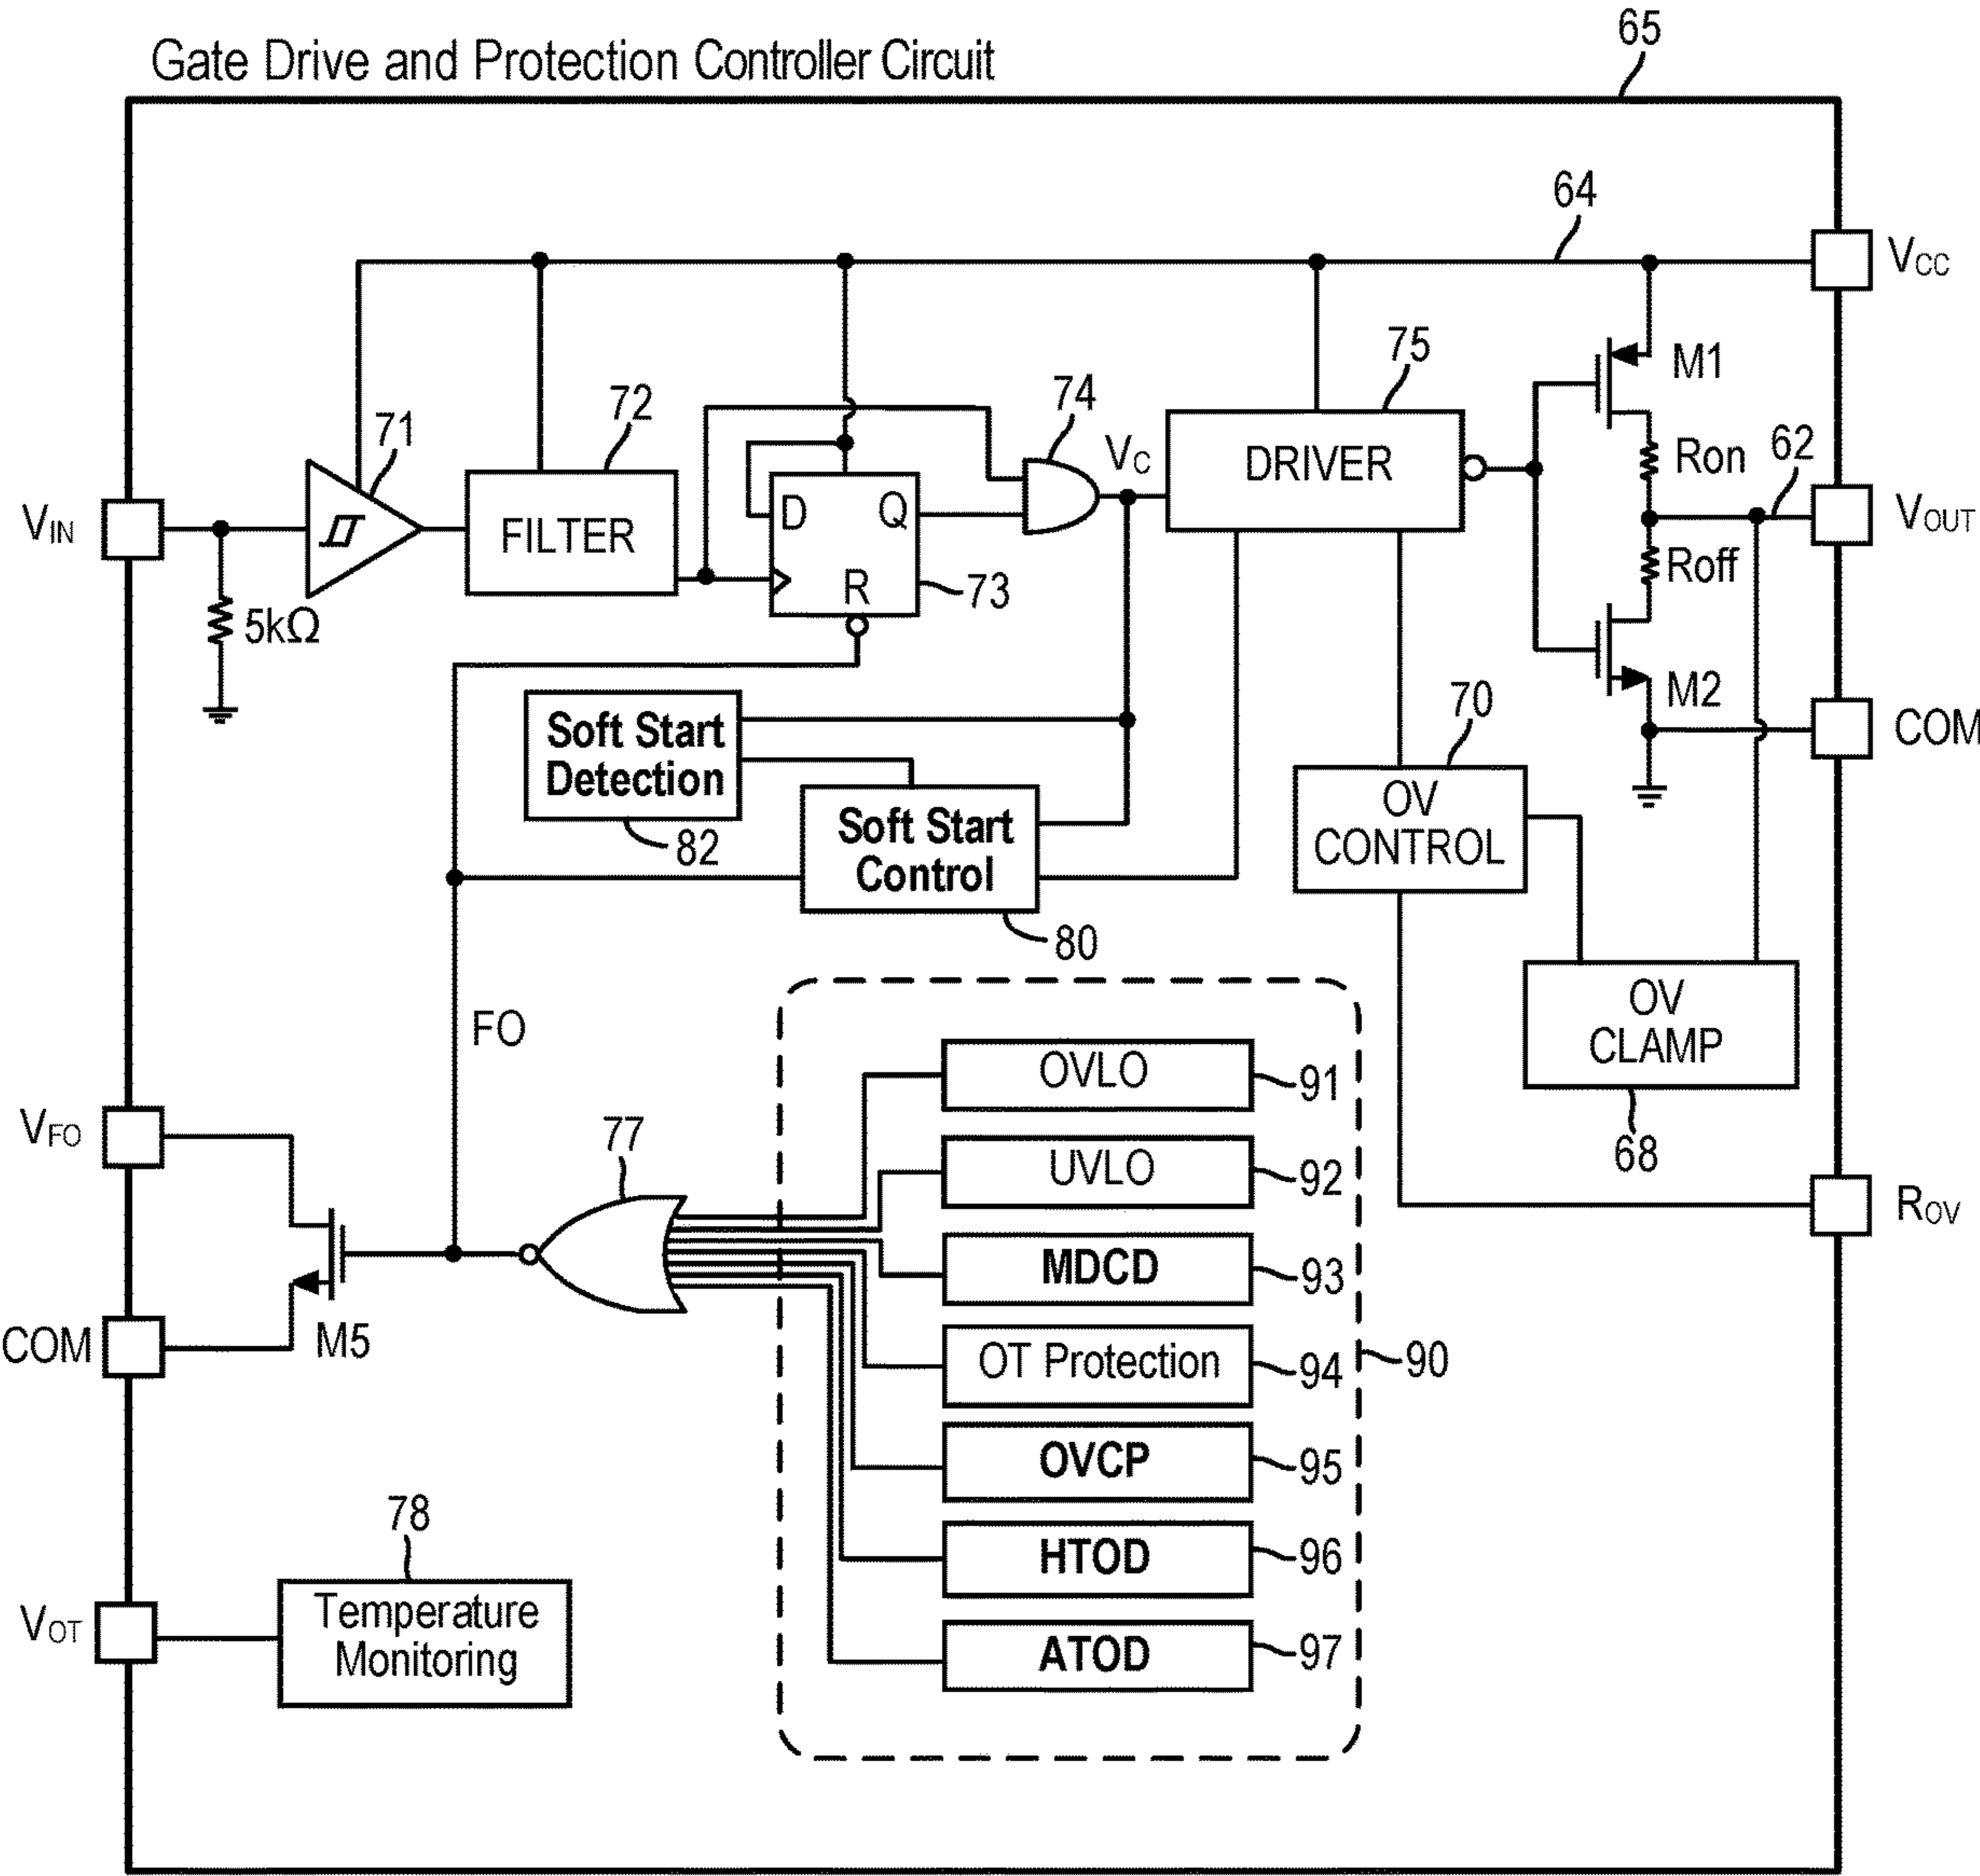 Gate Drive and Protection Controller Circuit
65
64
VCC
75
M1
74
72
71
VC
DRIVER
Ron
62
VIN
FILTER
D
Q
R
73
VOUT
Roff
5kΩ
M2
COM
70
Soft Start
Detection
82
OV
CONTROL
Soft Start
Control
80
OV
CLAMP
68
FO
OVLO
91
VFO
77
UVLO
92
ROV
MDCD
93
COM
M5
OT Protection
94
90
OVCP
95
78
HTOD
96
VOT
Temperature
Monitoring
ATOD
97